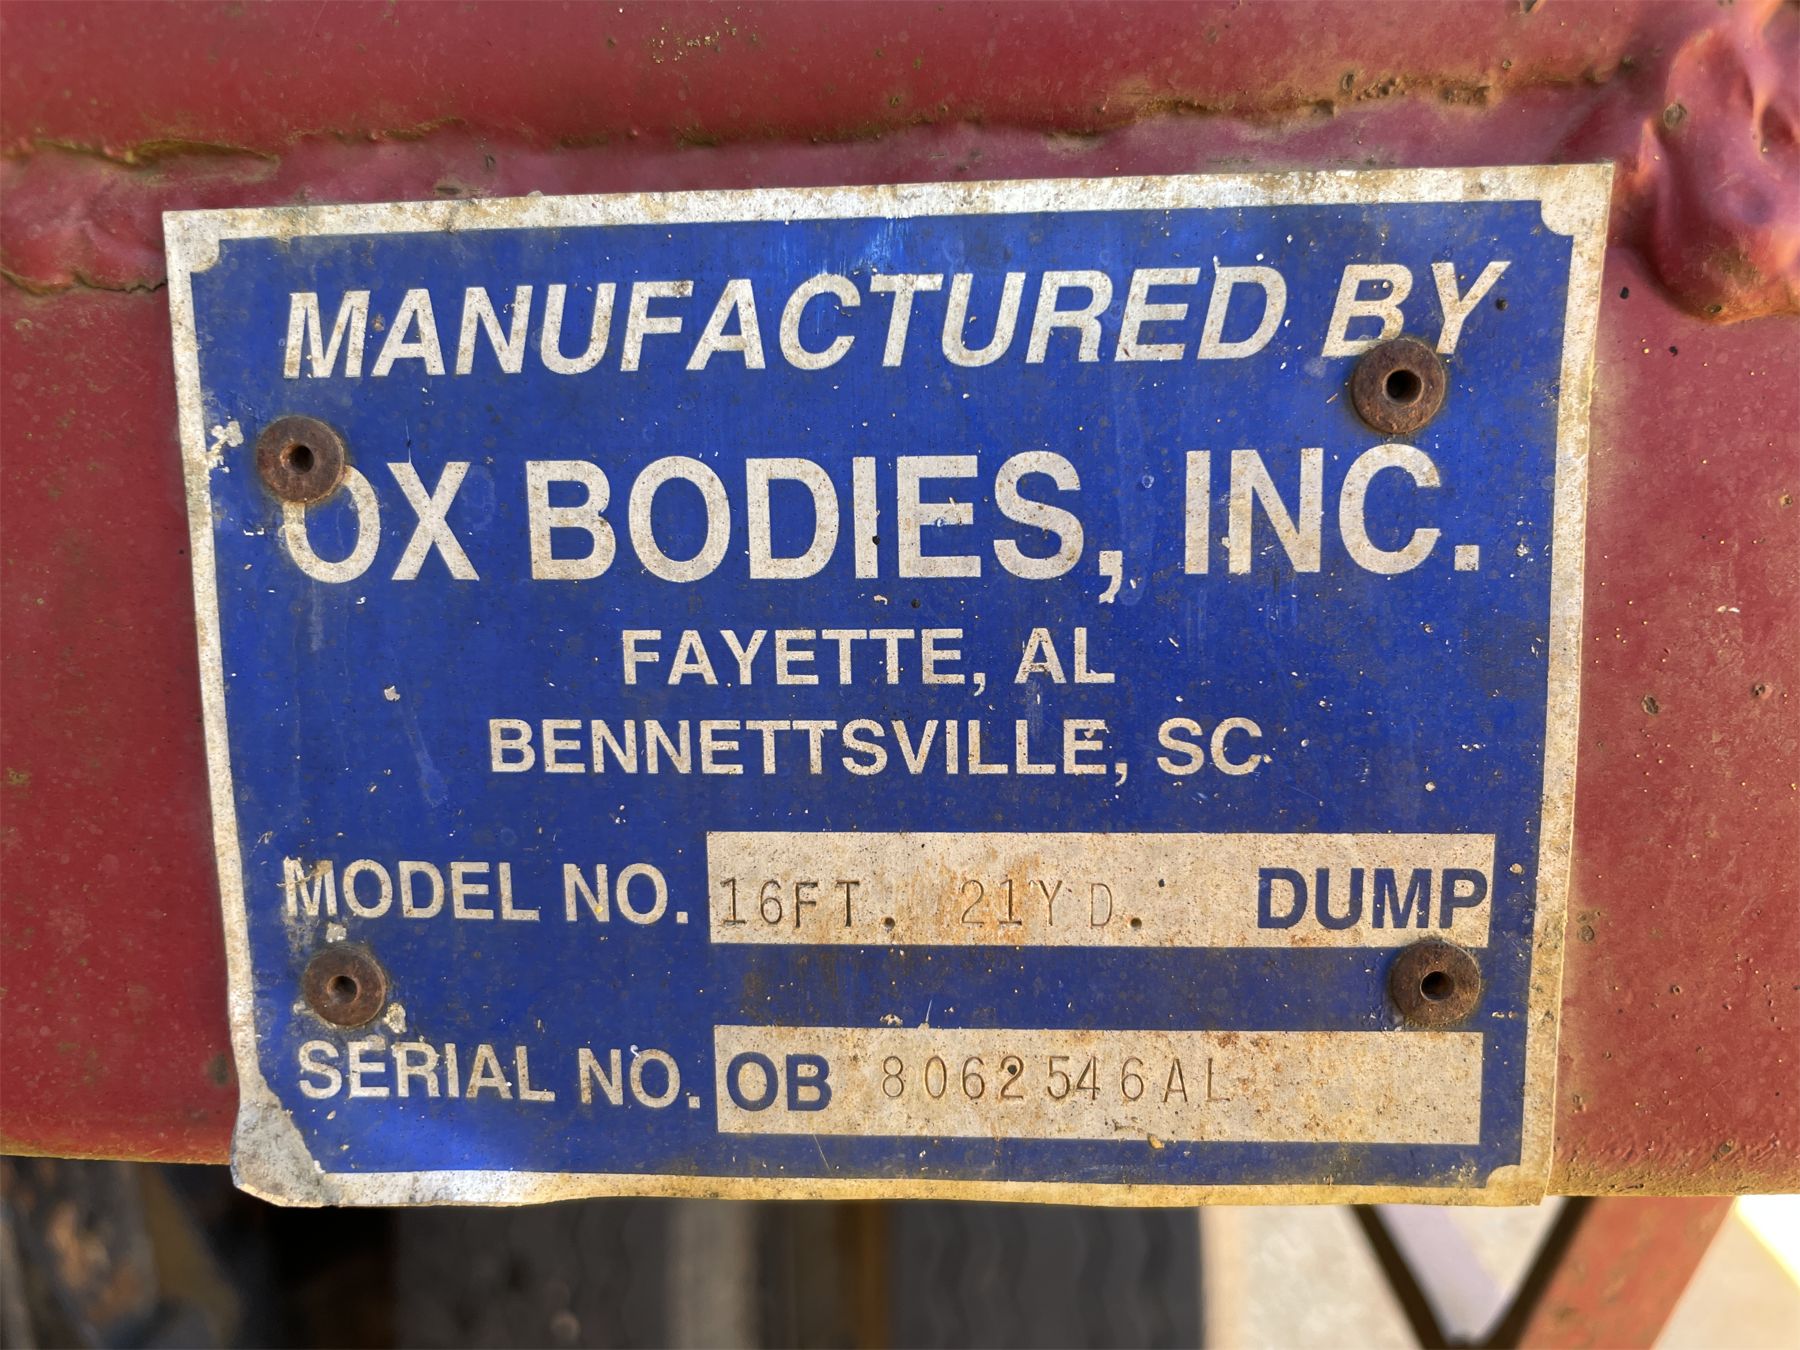 MANUFACTURED BY
OX BODIES, INC.
FAYETTE, AL
BENNETTSVILLE, SC
MODEL NO. 16FT. 21YD. DUMP
SERIAL NO. OB 8062546AL